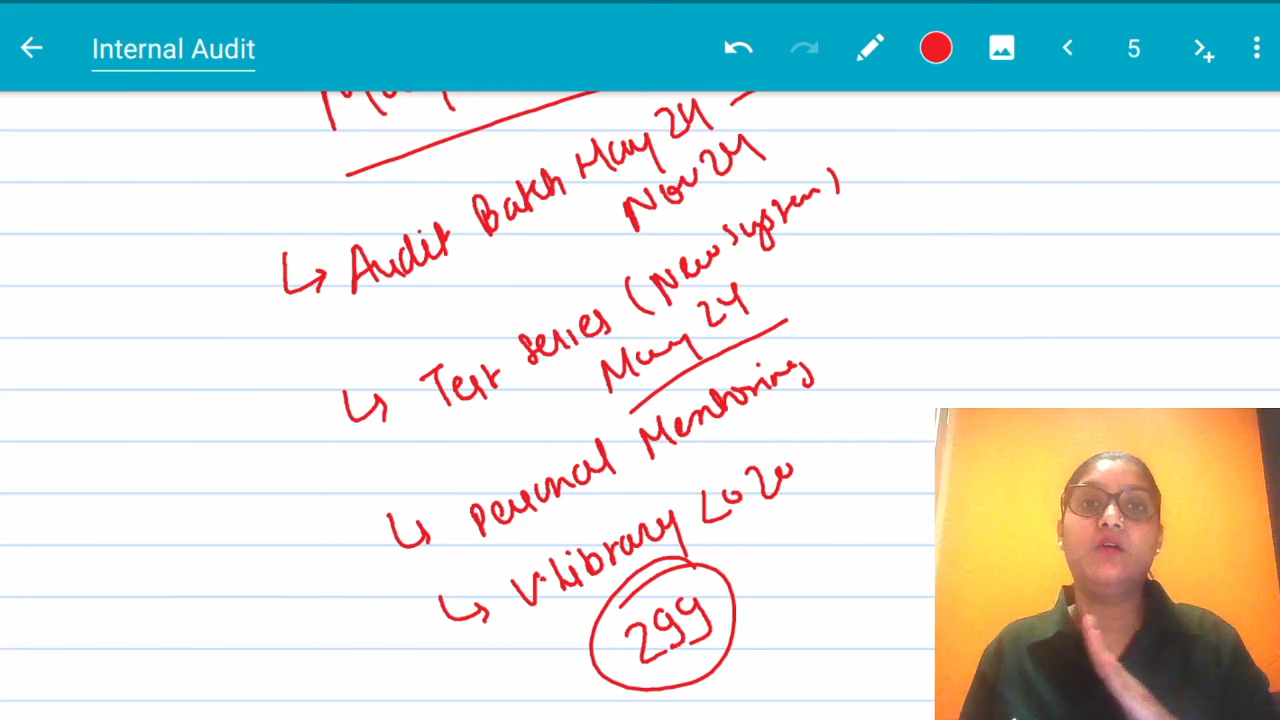 Internal Audit
5
Audit Batch May 24
Nov 24
Test Series (New System)
May 24
Personal Mentoring
V. Library
299